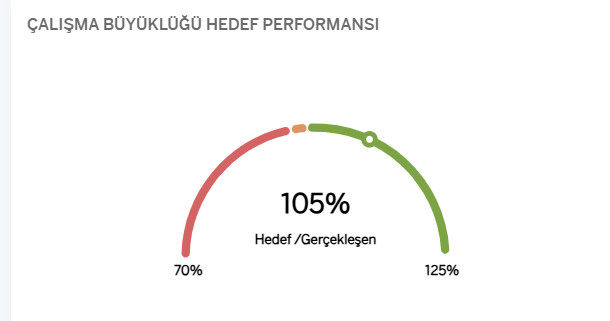 ÇALIŞMA BÜYÜKLÜĞÜ HEDEF PERFORMANSI
105%
Hedef /Gerçekleşen
70%
125%